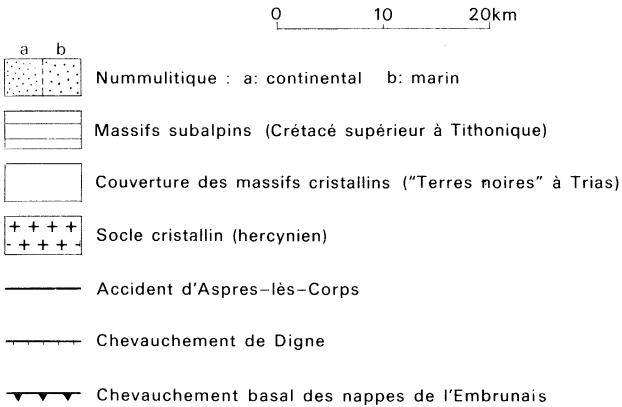 0 10 20km
a b
Nummulitique : a: continental b: marin
Massifs subalpins (Crétacé supérieur à Tithonique)
Couverture des massifs cristallins ("Terres noires" à Trias)
Socle cristallin (hercynien)
Accident d'Aspres-lès-Corps
Chevauchement de Digne
Chevauchement basal des nappes de l'Embrunais